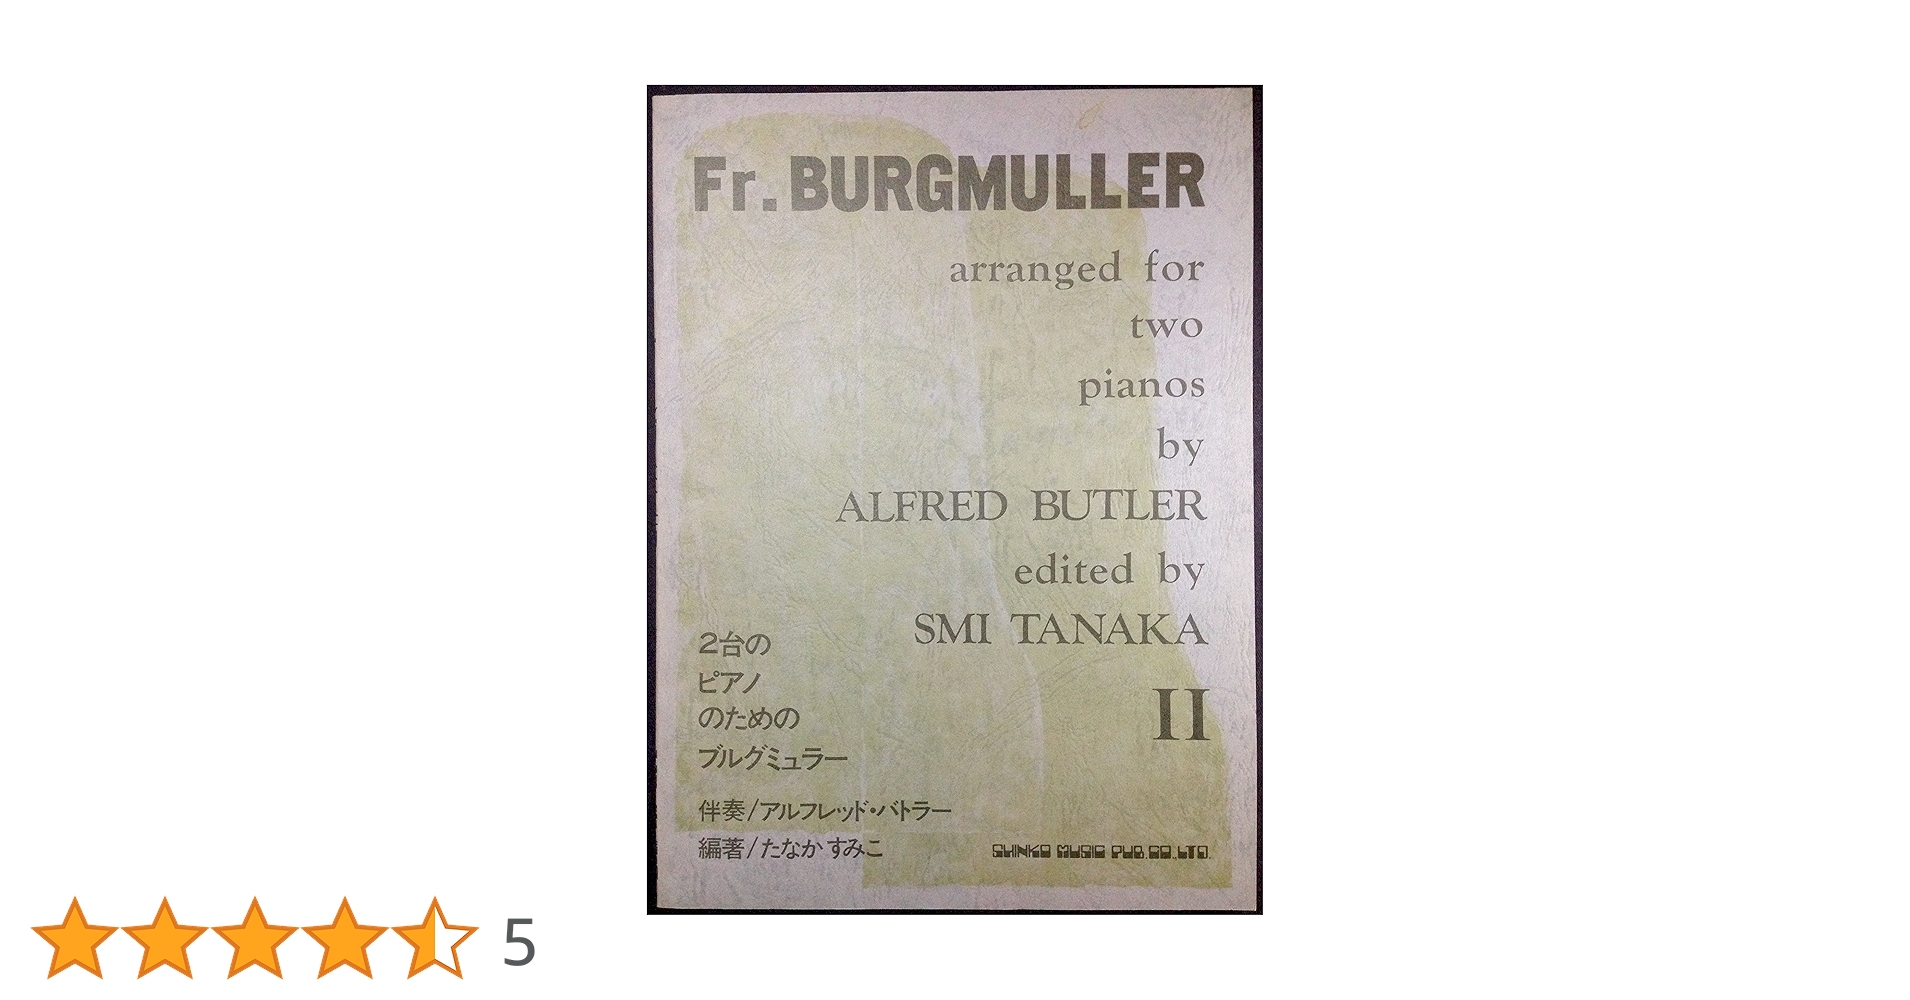 Fr. BURGMULLER
arranged for
two
pianos
by
ALFRED BUTLER
edited by
SMI TANAKA
II
2台の
ピアノ
のための
ブルグミュラー
伴奏/アルフレッド・バトラー
編著/たなか すみこ
SHINKO MUSIC PUB. CO., LTD.
5